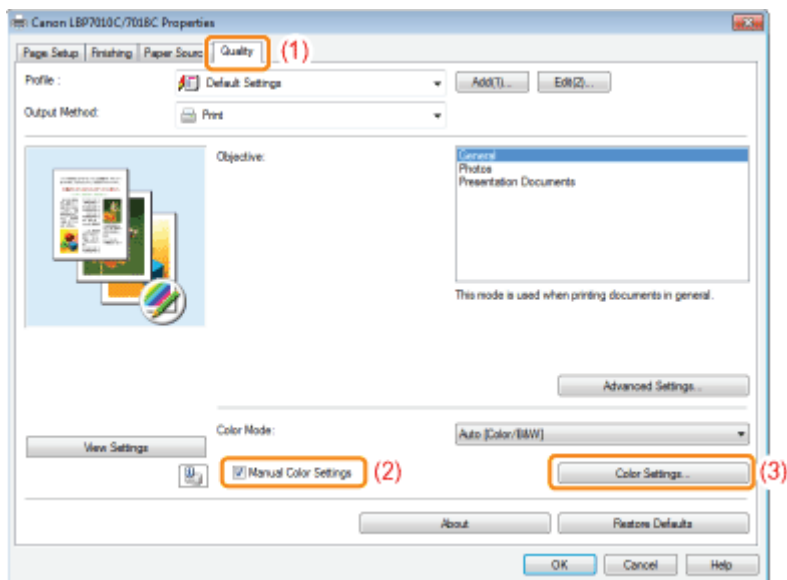 Canon LBP7010C/7018C Properties
Page Setup Finishing Paper Source Quality (1)
Profile : Default Settings Add(1)... Edit(2)...
Output Method: Print
Objective: General
Photos
Presentation Documents
This mode is used when printing documents in general.
Advanced Settings...
Color Mode: Auto [Color/B&W]
View Settings
Manual Color Settings (2) Color Settings... (3)
About Restore Defaults
OK Cancel Help